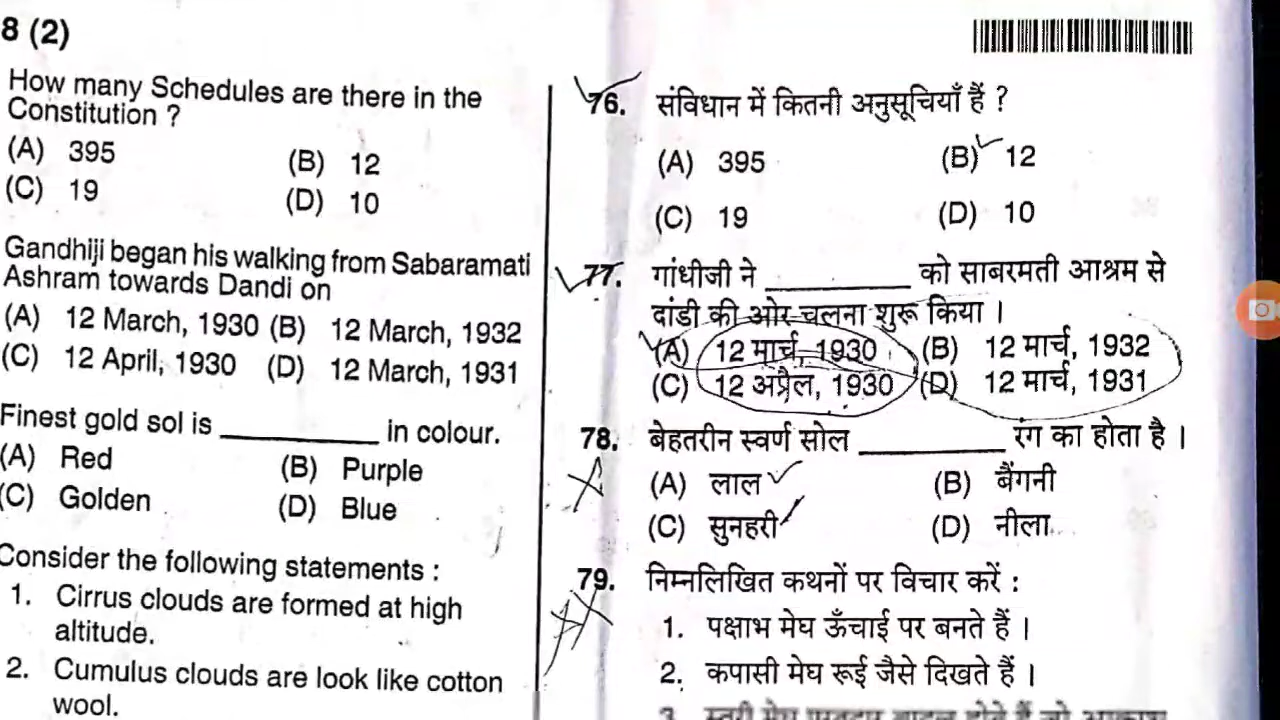 8 (2)
How many Schedules are there in the
Constitution ?
(A) 395 (B) 12
(C) 19 (D) 10
Gandhiji began his walking from Sabaramati
Ashram towards Dandi on
(A) 12 March, 1930 (B) 12 March, 1932
(C) 12 April, 1930 (D) 12 March, 1931
Finest gold sol is __________ in colour.
(A) Red (B) Purple
(C) Golden (D) Blue
Consider the following statements :
1. Cirrus clouds are formed at high
altitude.
2. Cumulus clouds are look like cotton
wool.
76. संविधान में कितनी अनुसूचियाँ हैं ?
(A) 395 (B) 12
(C) 19 (D) 10
77. गांधीजी ने __________ को साबरमती आश्रम से
दांडी की ओर चलना शुरू किया ।
(A) 12 मार्च, 1930 (B) 12 मार्च, 1932
(C) 12 अप्रैल, 1930 (D) 12 मार्च, 1931
78. बेहतरीन स्वर्ण सोल __________ रंग का होता है ।
(A) लाल (B) बैंगनी
(C) सुनहरी (D) नीला
79. निम्नलिखित कथनों पर विचार करें :
1. पक्षाभ मेघ ऊँचाई पर बनते हैं ।
2. कपासी मेघ रूई जैसे दिखते हैं ।